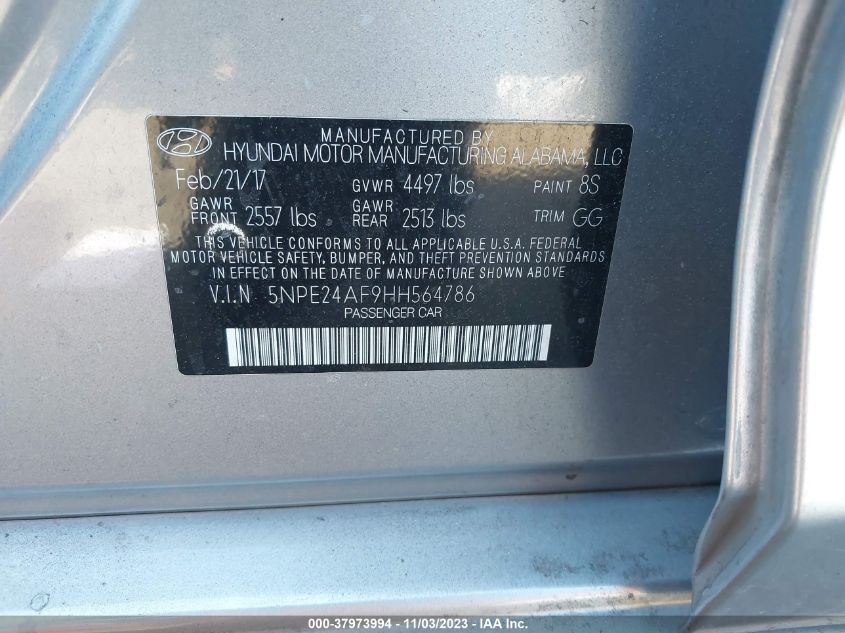 MANUFACTURED BY
HYUNDAI MOTOR MANUFACTURING ALABAMA, LLC
Feb/21/17 GVWR 4497 lbs PAINT 8S
GAWR FRONT 2557 lbs GAWR REAR 2513 lbs TRIM GG
THIS VEHICLE CONFORMS TO ALL APPLICABLE U.S.A. FEDERAL
MOTOR VEHICLE SAFETY, BUMPER, AND THEFT PREVENTION STANDARDS
IN EFFECT ON THE DATE OF MANUFACTURE SHOWN ABOVE.
V.I.N 5NPE24AF9HH564786
PASSENGER CAR
000-37973994 - 11/03/2023 - IAA Inc.